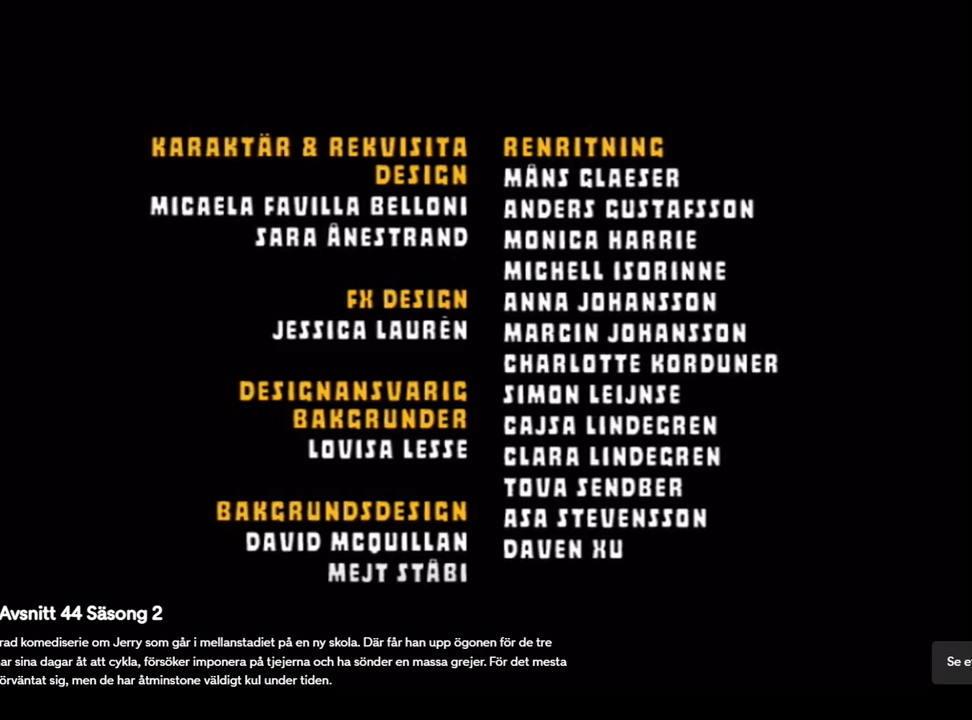 KARAKTÄR & REKVISITA
DESIGN
MICAELA FAVILLA BELLONI
SARA ÅNESTRAND
FX DESIGN
JESSICA LAURÈN
DESIGNANSVARIG
BAKGRUNDER
LOVISA LESSE
BAKGRUNDSDESIGN
DAVID MCQUILLAN
MEJT STÅBI
RENRITNING
MÅNS GLAESER
ANDERS GUSTAFSSON
MONICA HARRIE
MICHELL ISORINNE
ANNA JOHANSSON
MARCIN JOHANSSON
CHARLOTTE KORDUNER
SIMON LEIJNSE
CAJSA LINDEGREN
CLARA LINDEGREN
TOVA SENDBER
ASA STEVENSSON
DAVEN XU
Avsnitt 44 Säsong 2
rad komediserie om Jerry som går i mellanstadiet på en ny skola. Där får han upp ögonen för de tre
ar sina dagar åt att cykla, försöker imponera på tjejerna och ha sönder en massa grejer. För det mesta
örväntat sig, men de har åtminstone väldigt kul under tiden.
Se e